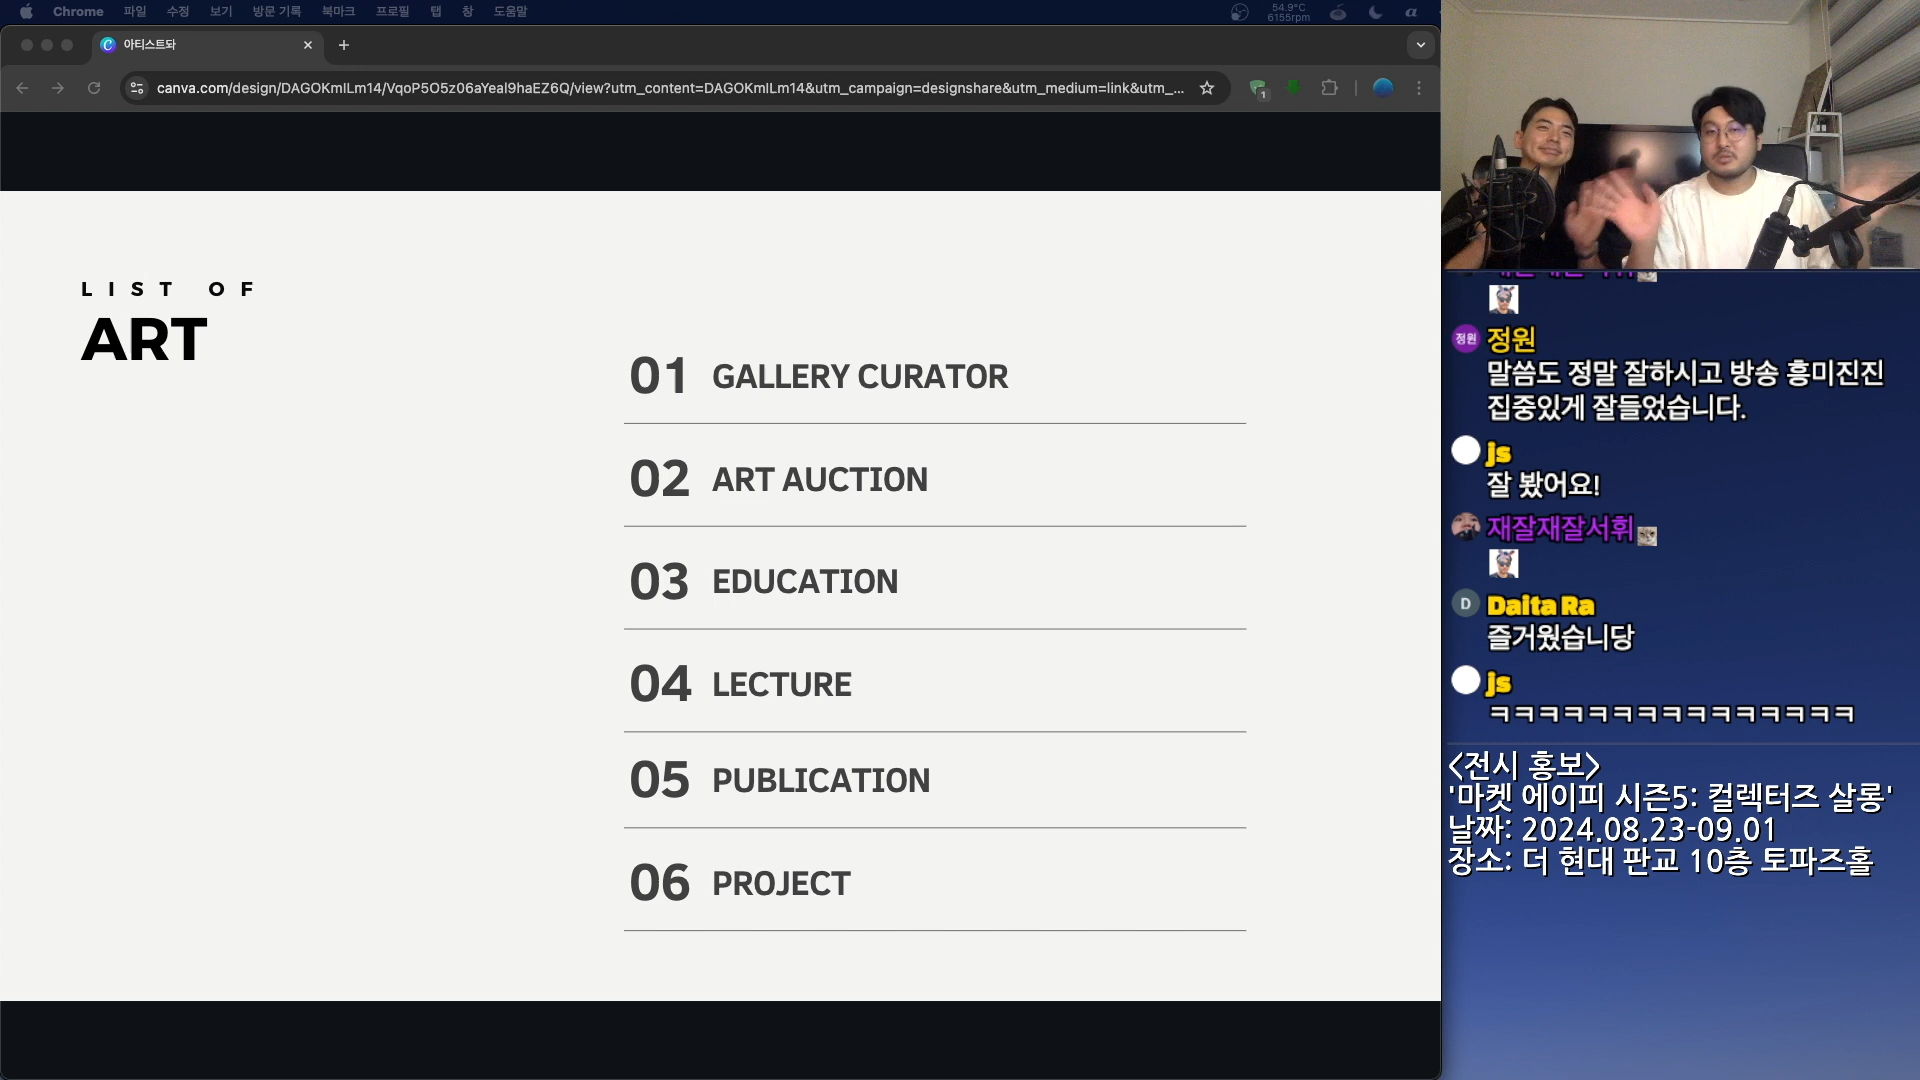 Chrome 파일 수정 보기 방문 기록 북마크 프로필 탭 창 도움말
54.9°C
6155rpm
아티스트돠
canva.com/design/DAGOKmlLm14/VqoP5O5z06aYeal9haEZ6Q/view?utm_content=DAGOKmlLm14&utm_campaign=designshare&utm_medium=link&utm_...
1
LIST OF
ART
01 GALLERY CURATOR
02 ART AUCTION
03 EDUCATION
04 LECTURE
05 PUBLICATION
06 PROJECT
정원 정원
말씀도 정말 잘하시고 방송 흥미진진
집중있게 잘들었습니다.
js
잘 봤어요!
재잘재잘서휘
D Daita Ra
즐거웠습니당
js
ㅋㅋㅋㅋㅋㅋㅋㅋㅋㅋㅋㅋㅋㅋㅋ
<전시 홍보>
'마켓 에이피 시즌5: 컬렉터즈 살롱'
날짜: 2024.08.23-09.01
장소: 더 현대 판교 10층 토파즈홀